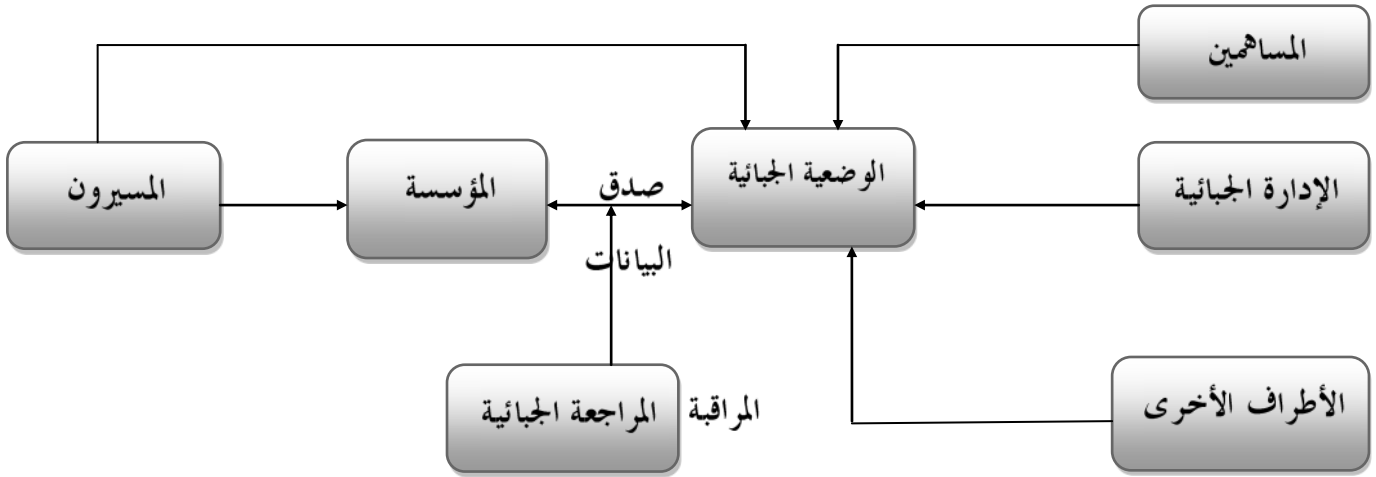 المساهمين
الوضعية الجبائية
الإدارة الجبائية
صدق
المؤسسة
المسيرون
البيانات
الأطراف الأخرى
المراقبة
المراجعة الجبائية